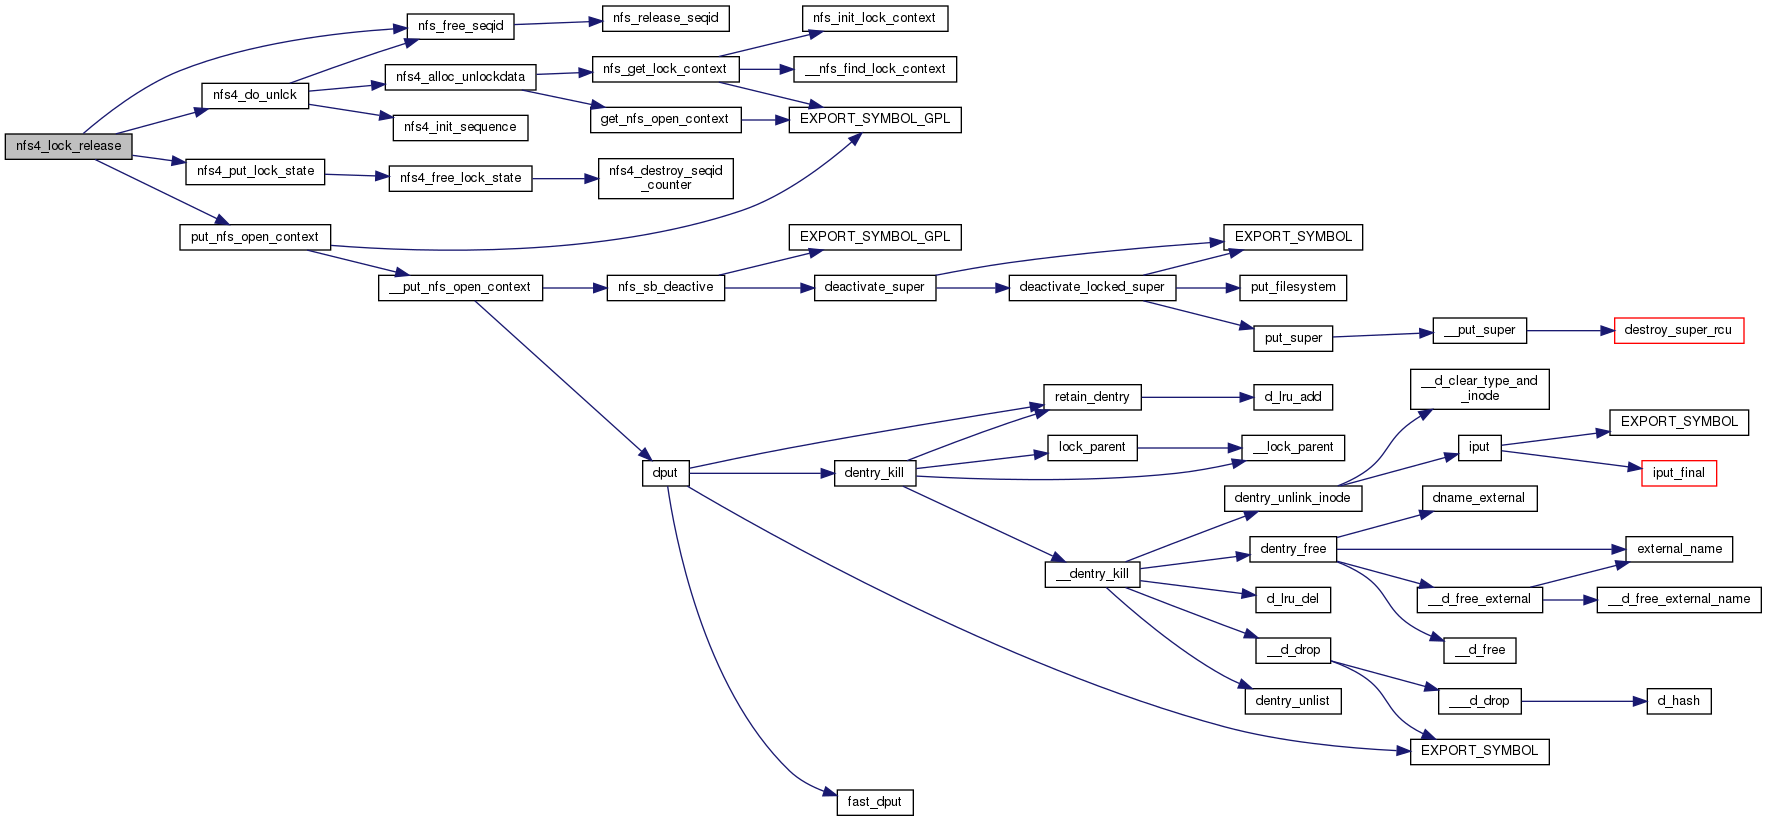 nfs4_lock_release
nfs_free_seqid
nfs_release_seqid
nfs_init_lock_context
nfs4_do_unlck
nfs4_alloc_unlockdata
nfs_get_lock_context
__nfs_find_lock_context
nfs4_init_sequence
get_nfs_open_context
EXPORT_SYMBOL_GPL
nfs4_put_lock_state
nfs4_free_lock_state
nfs4_destroy_seqid
_counter
put_nfs_open_context
EXPORT_SYMBOL_GPL
EXPORT_SYMBOL
__put_nfs_open_context
nfs_sb_deactive
deactivate_super
deactivate_locked_super
put_filesystem
put_super
__put_super
destroy_super_rcu
retain_dentry
d_lru_add
__d_clear_type_and
_inode
EXPORT_SYMBOL
lock_parent
__lock_parent
iput
iput_final
dput
dentry_kill
dentry_unlink_inode
dname_external
__dentry_kill
dentry_free
external_name
d_lru_del
__d_free_external
__d_free_external_name
__d_drop
__d_free
dentry_unlist
___d_drop
d_hash
EXPORT_SYMBOL
fast_dput